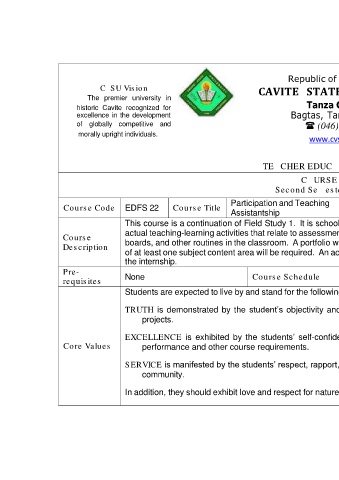 C SU Vision
The premier university in
historic Cavite recognized for
excellence in the development
of globally competitive and
morally upright individuals.
Republic of
CAVITE STATE
Tanza C
Bagtas, Tan
☎ (046)
www.cvs
TE CHER EDUC
C URSE
Second Se este
Course Code EDFS 22 Course Title Participation and Teaching
Assistantship
Course
Description
This course is a continuation of Field Study 1. It is school
actual teaching-learning activities that relate to assessmen
boards, and other routines in the classroom. A portfolio w
of at least one subject content area will be required. An ac
the internship.
Pre-
requisites
None Course Schedule
Core Values
Students are expected to live by and stand for the followin
TRUTH is demonstrated by the student's objectivity and
projects.
EXCELLENCE is exhibited by the students' self-confide
performance and other course requirements.
SERVICE is manifested by the students' respect, rapport,
community.
In addition, they should exhibit love and respect for nature